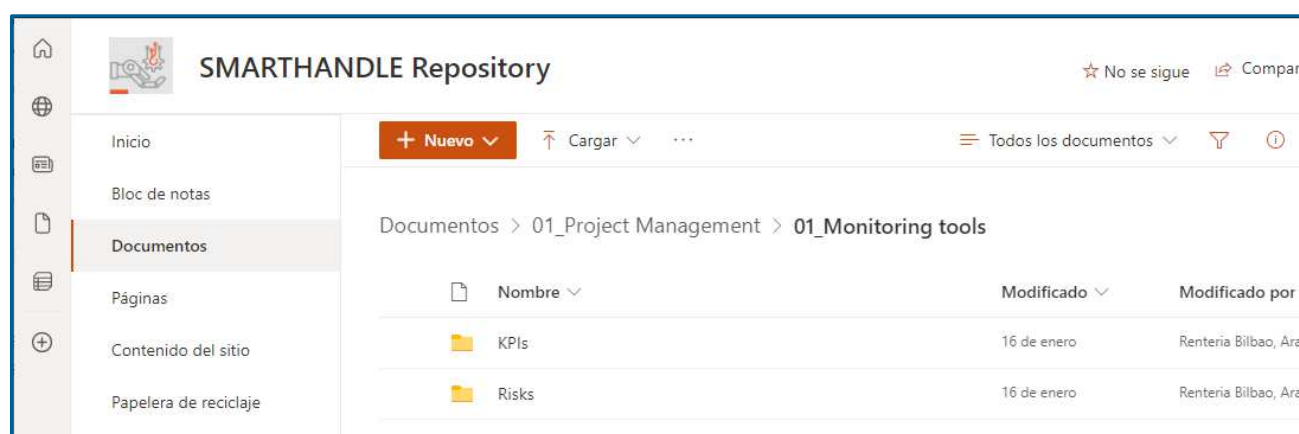 SMARTHANDLE Repository
No se sigue
Inicio
Nuevo
Cargar
Todos los documentos
Bloc de notas
Documentos > 01_Project Management > 01_Monitoring tools
Documentos
Páginas
Nombre
Modificado
Modificado por
Contenido del sitio
KPIs
16 de enero
Renteria Bilbao, Ara
Papelera de reciclaje
Risks
16 de enero
Renteria Bilbao, Ara